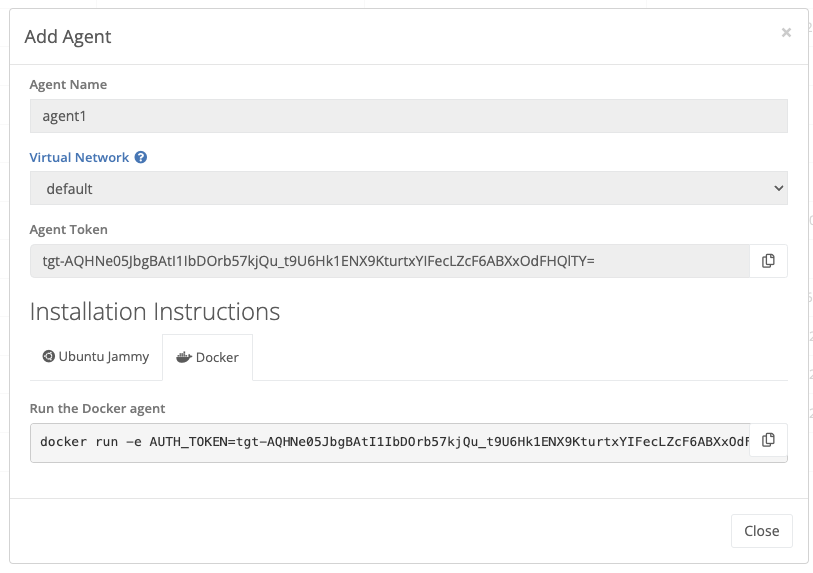 Add Agent
×
Agent Name
agent1
Virtual Network ?
default
Agent Token
tgt-AQHNe05JbgBAtI1IbDOrb57kjQu_t9U6Hk1ENX9KturtxYIFecLZcF6ABXxOdFHQlTY=
Installation Instructions
Ubuntu Jammy
Docker
Run the Docker agent
docker run -e AUTH_TOKEN=tgt-AQHNe05JbgBAtI1IbDOrb57kjQu_t9U6Hk1ENX9KturtxYIFecLZcF6ABXxOdF
Close